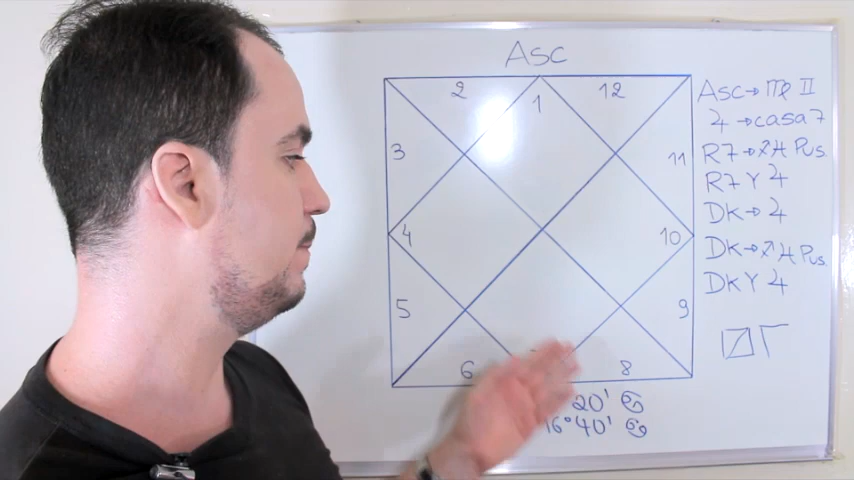 Asc
2 1 12
3 11
4 10
5 9
6 8
Asc→♍ ♊
♃→casa 7
R7→♐ ♓ Pus.
R7 Y ♃
DK→♃
DK→♐ ♓ Pus.
DK Y ♃
20' ♋
16°40' ♋